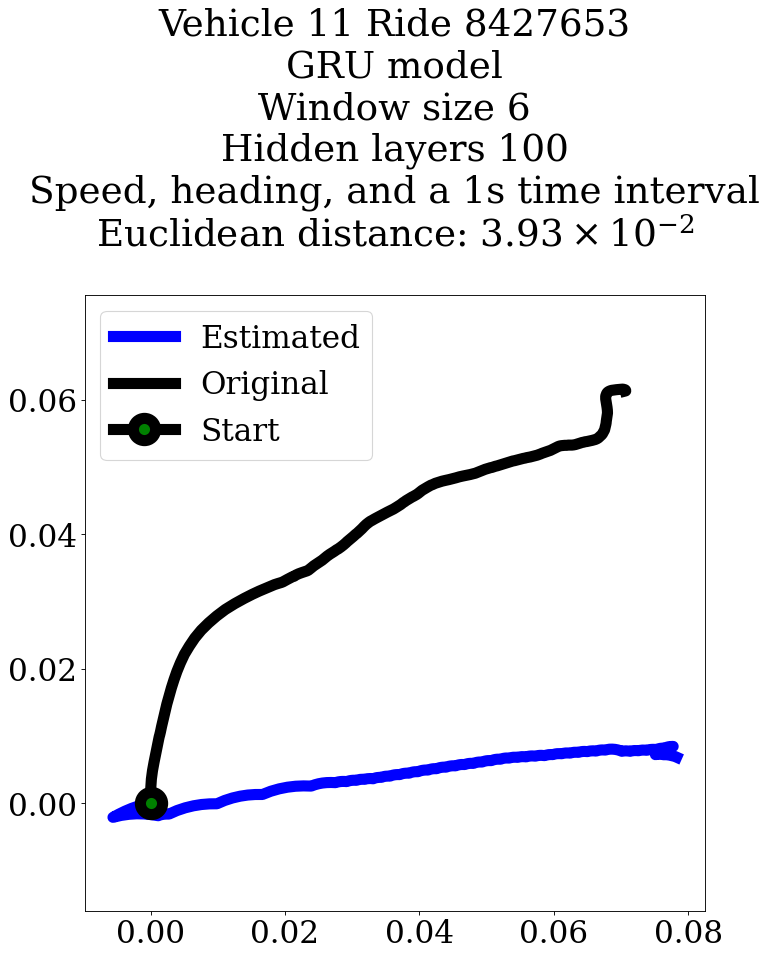 Vehicle 11 Ride 8427653
GRU model
Window size 6
Hidden layers 100
Speed, heading, and a 1s time interval
Euclidean distance: 3.93 × 10⁻²
Estimated
Original
Start
0.06
0.04
0.02
0.00
0.00 0.02 0.04 0.06 0.08